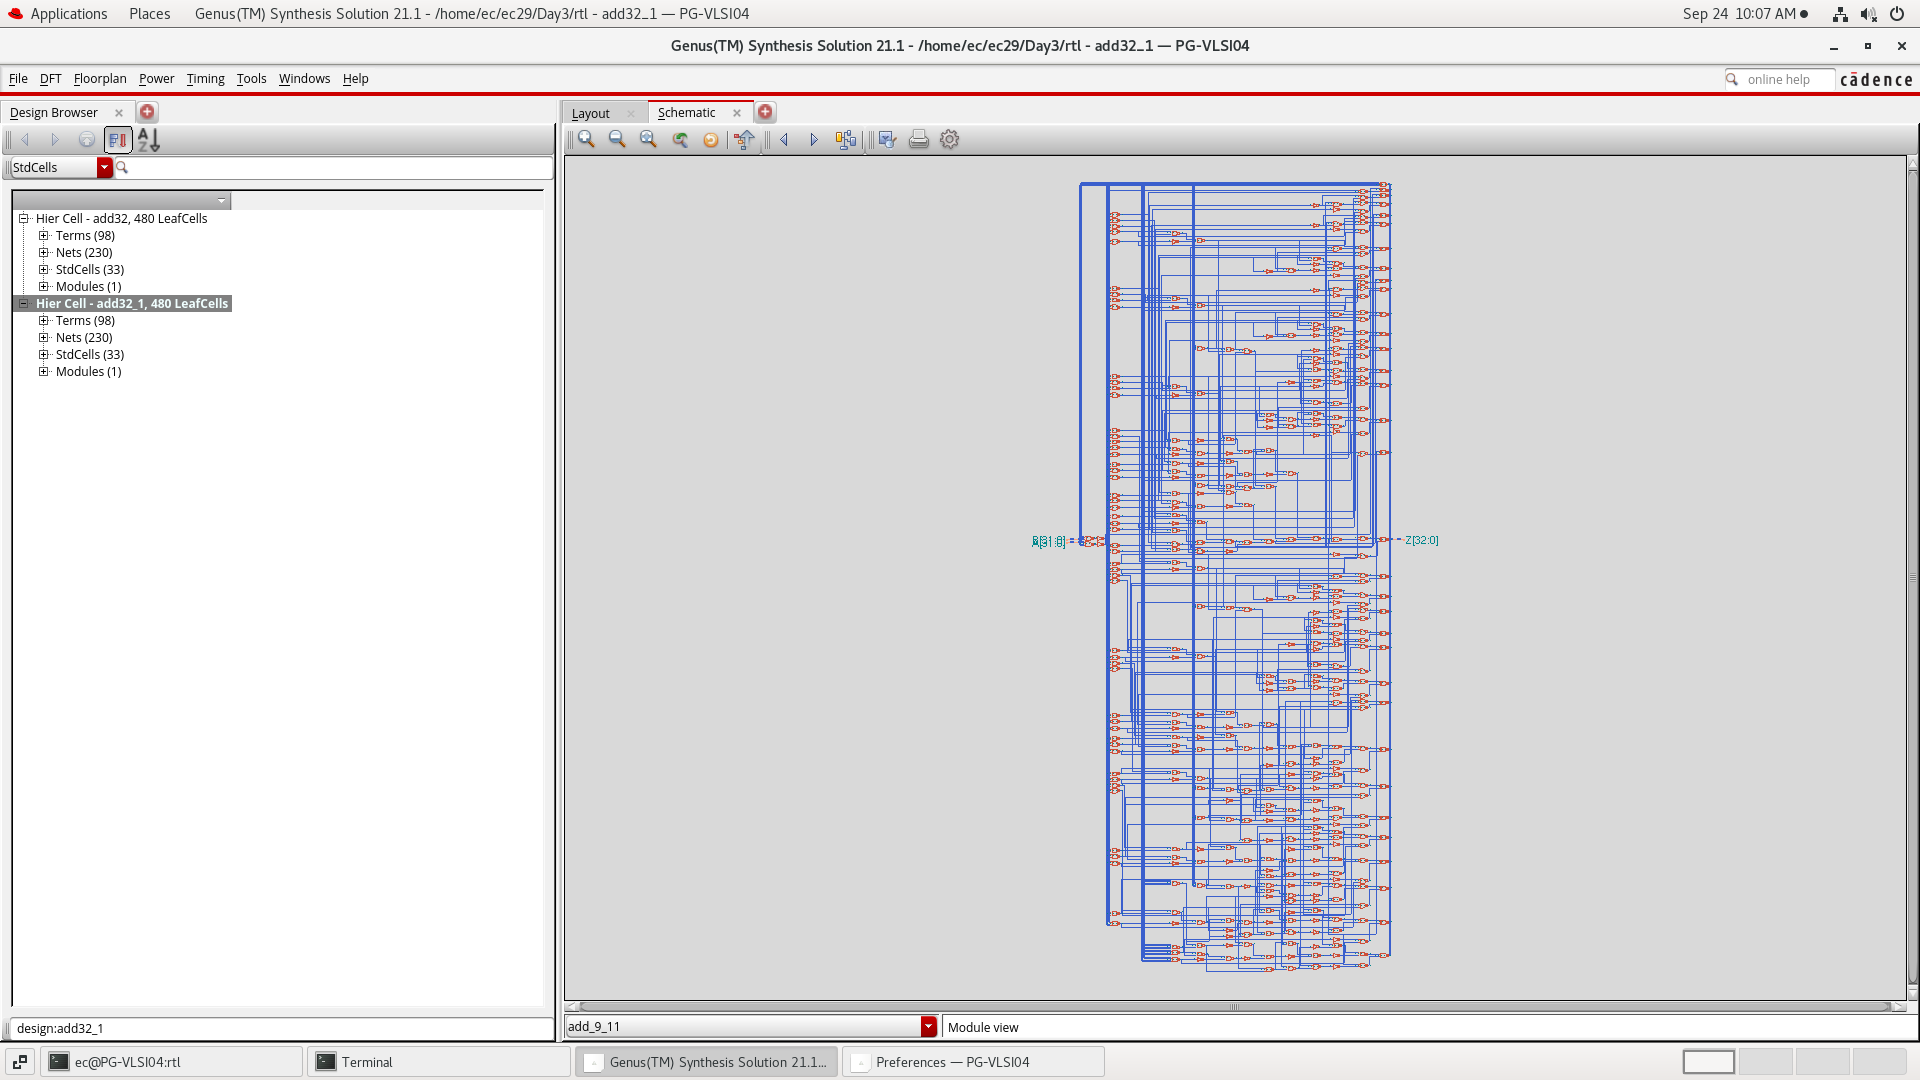 Applications Places Genus(TM) Synthesis Solution 21.1 - /home/ec/ec29/Day3/rtl - add32_1 — PG-VLSI04 Sep 24 10:07 AM
Genus(TM) Synthesis Solution 21.1 - /home/ec/ec29/Day3/rtl - add32_1 — PG-VLSI04
File DFT Floorplan Power Timing Tools Windows Help online help cādence
Design Browser Layout Schematic
StdCells
Hier Cell - add32, 480 LeafCells
Terms (98)
Nets (230)
StdCells (33)
Modules (1)
Hier Cell - add32_1, 480 LeafCells
Terms (98)
Nets (230)
StdCells (33)
Modules (1)
Z[32:0]
design:add32_1 add_9_11 Module view
ec@PG-VLSI04:rtl Terminal Genus(TM) Synthesis Solution 21.1... Preferences — PG-VLSI04